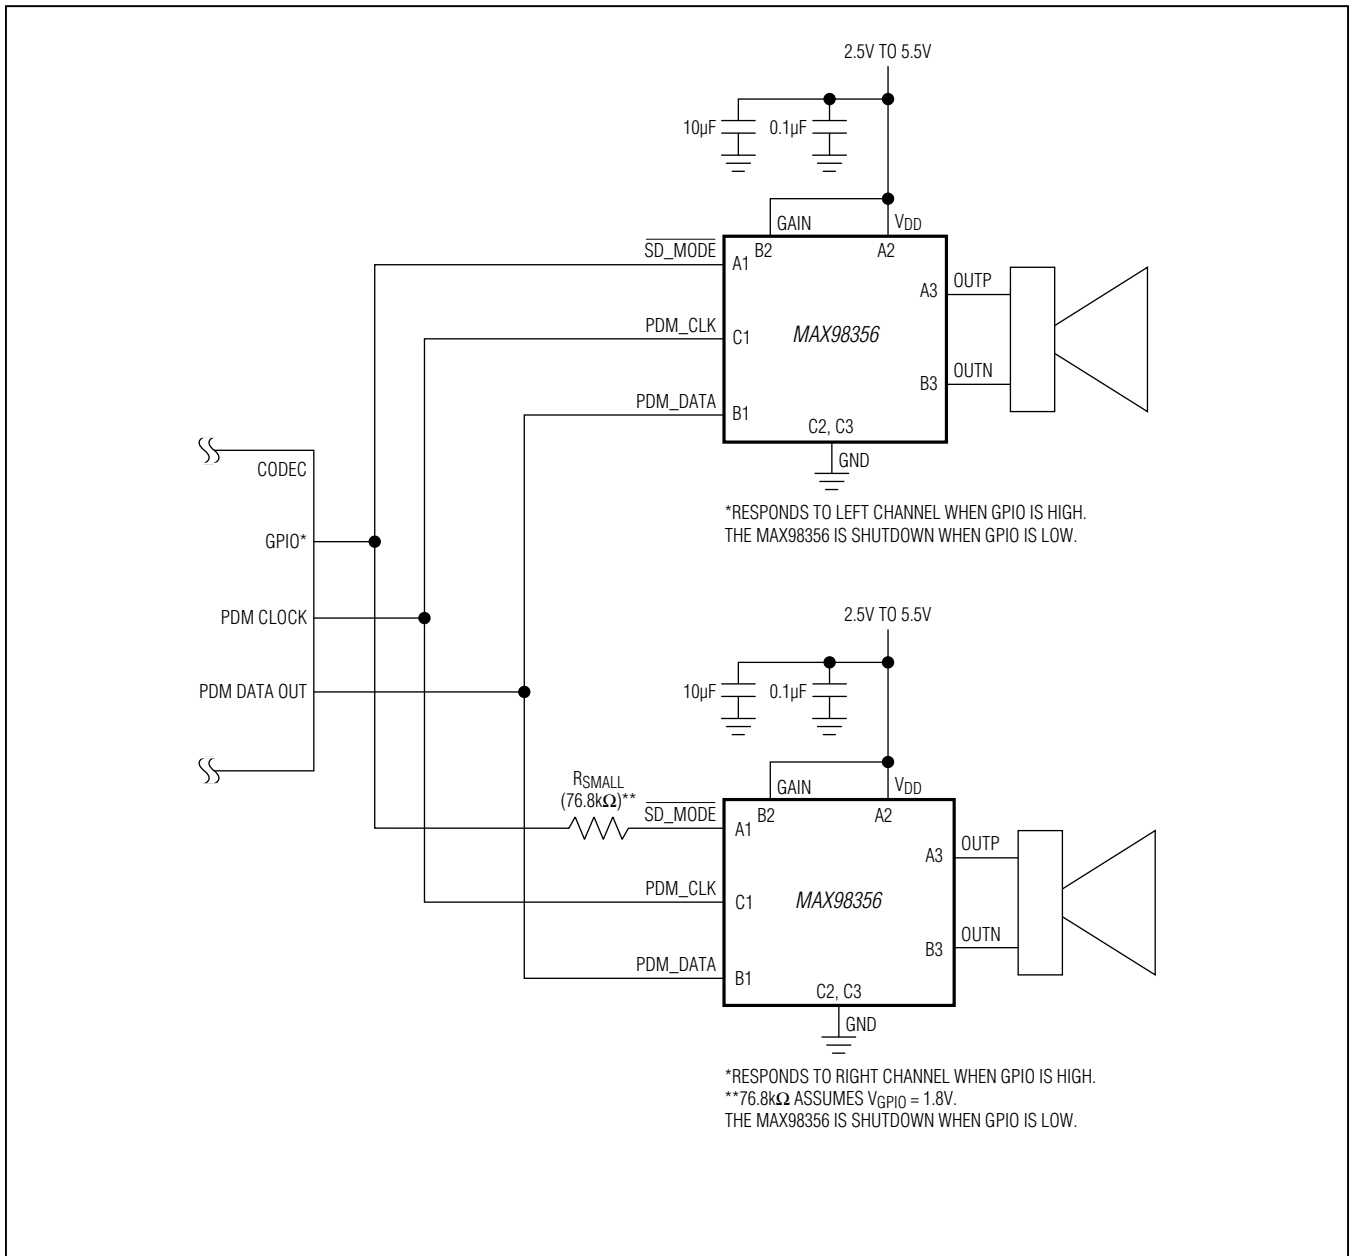 2.5V TO 5.5V
10µF
0.1µF
GAIN
VDD
SD_MODE
B2
A2
A1
A3
OUTP
PDM_CLK
C1
MAX98356
B3
OUTN
PDM_DATA
B1
C2, C3
GND
*RESPONDS TO LEFT CHANNEL WHEN GPIO IS HIGH.
THE MAX98356 IS SHUTDOWN WHEN GPIO IS LOW.
CODEC
GPIO*
PDM CLOCK
PDM DATA OUT
2.5V TO 5.5V
10µF
0.1µF
GAIN
VDD
RSMALL
(76.8kΩ)**
SD_MODE
B2
A2
A1
A3
OUTP
PDM_CLK
C1
MAX98356
B3
OUTN
PDM_DATA
B1
C2, C3
GND
*RESPONDS TO RIGHT CHANNEL WHEN GPIO IS HIGH.
**76.8kΩ ASSUMES VGPIO = 1.8V.
THE MAX98356 IS SHUTDOWN WHEN GPIO IS LOW.